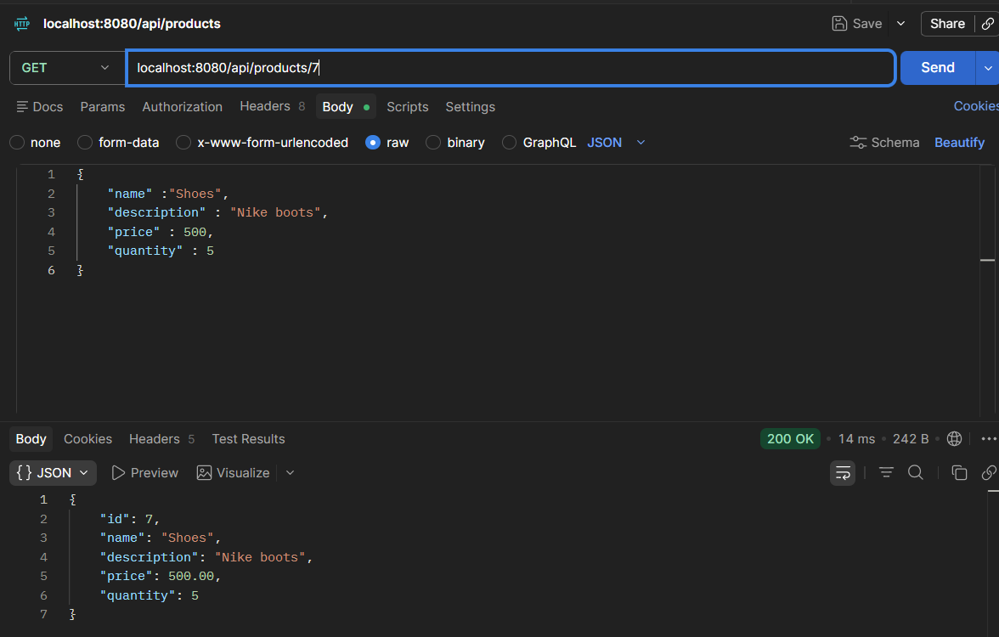 HTTP localhost:8080/api/products Save Share
GET localhost:8080/api/products/7 Send
Docs Params Authorization Headers 8 Body Scripts Settings Cookies
none form-data x-www-form-urlencoded raw binary GraphQL JSON Schema Beautify
1 {
2 "name" :"Shoes",
3 "description" : "Nike boots",
4 "price" : 500,
5 "quantity" : 5
6 }
Body Cookies Headers 5 Test Results 200 OK • 14 ms • 242 B •
{} JSON Preview Visualize
1 {
2 "id": 7,
3 "name": "Shoes",
4 "description": "Nike boots",
5 "price": 500.00,
6 "quantity": 5
7 }